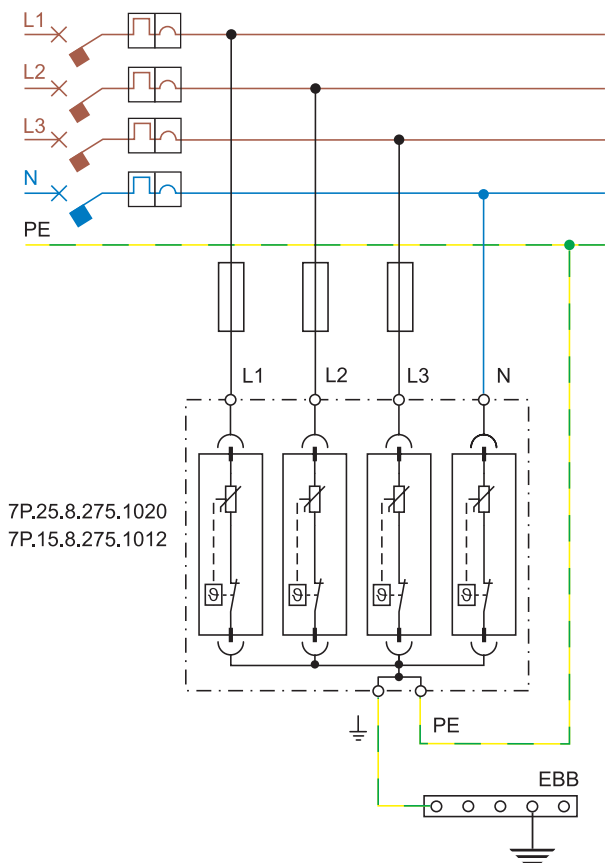 L1
L2
L3
N
PE
L1 L2 L3 N
7P.25.8.275.1020
7P.15.8.275.1012
ϑ ϑ ϑ ϑ
PE
EBB